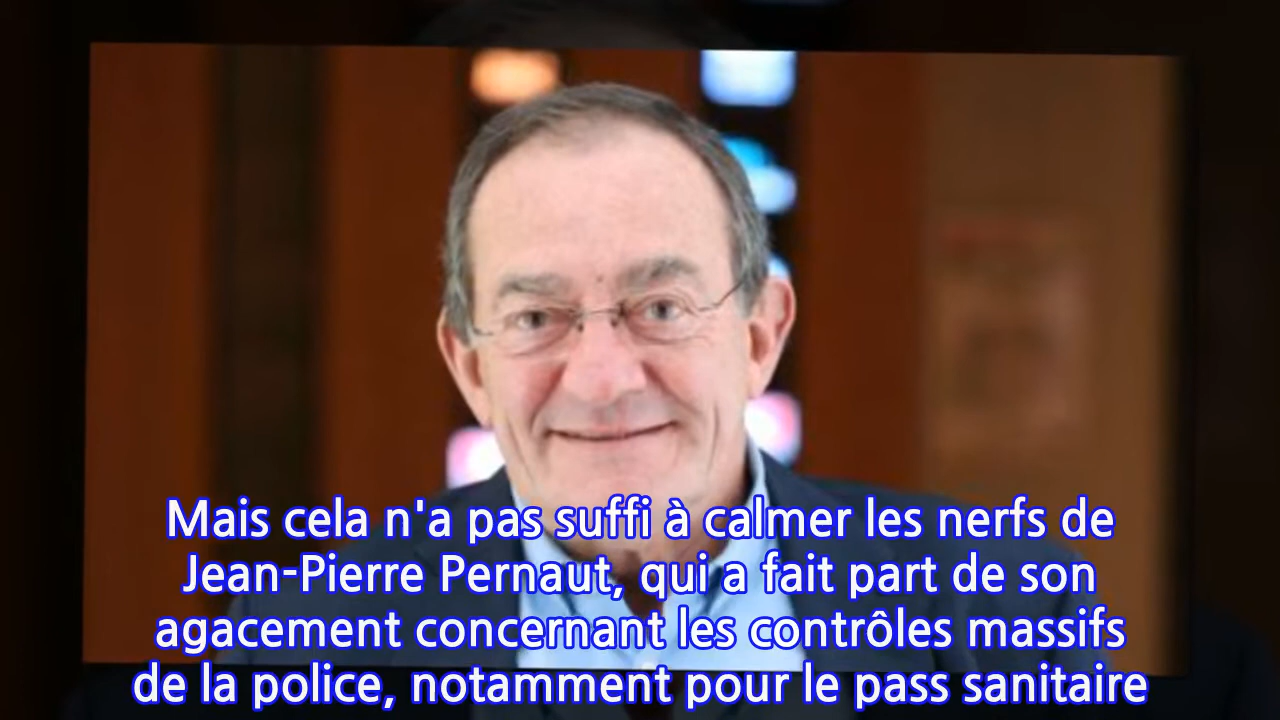 Mais cela n'a pas suffi à calmer les nerfs de
Jean-Pierre Pernaut, qui a fait part de son
agacement concernant les contrôles massifs
de la police, notamment pour le pass sanitaire